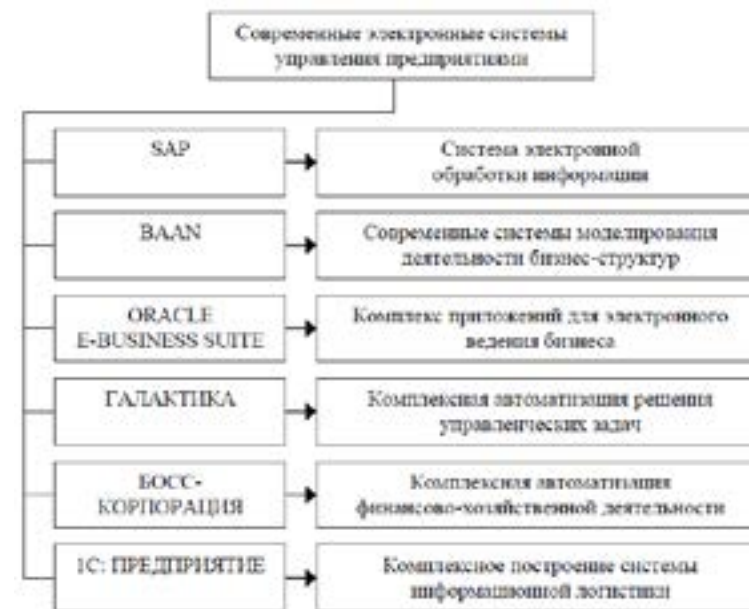 Современные электронные системы
управления предприятиями
SAP
Система электронной
обработки информации
BAAN
Современные системы моделирования
деятельности бизнес-структур
ORACLE
E-BUSINESS SUITE
Комплекс приложений для электронного
ведения бизнеса
ГАЛАКТИКА
Комплексная автоматизация решения
управленческих задач
БОСС-
КОРПОРАЦИЯ
Комплексная автоматизация
финансово-хозяйственной деятельности
1С: ПРЕДПРИЯТИЕ
Комплексное построение системы
информационной логистики